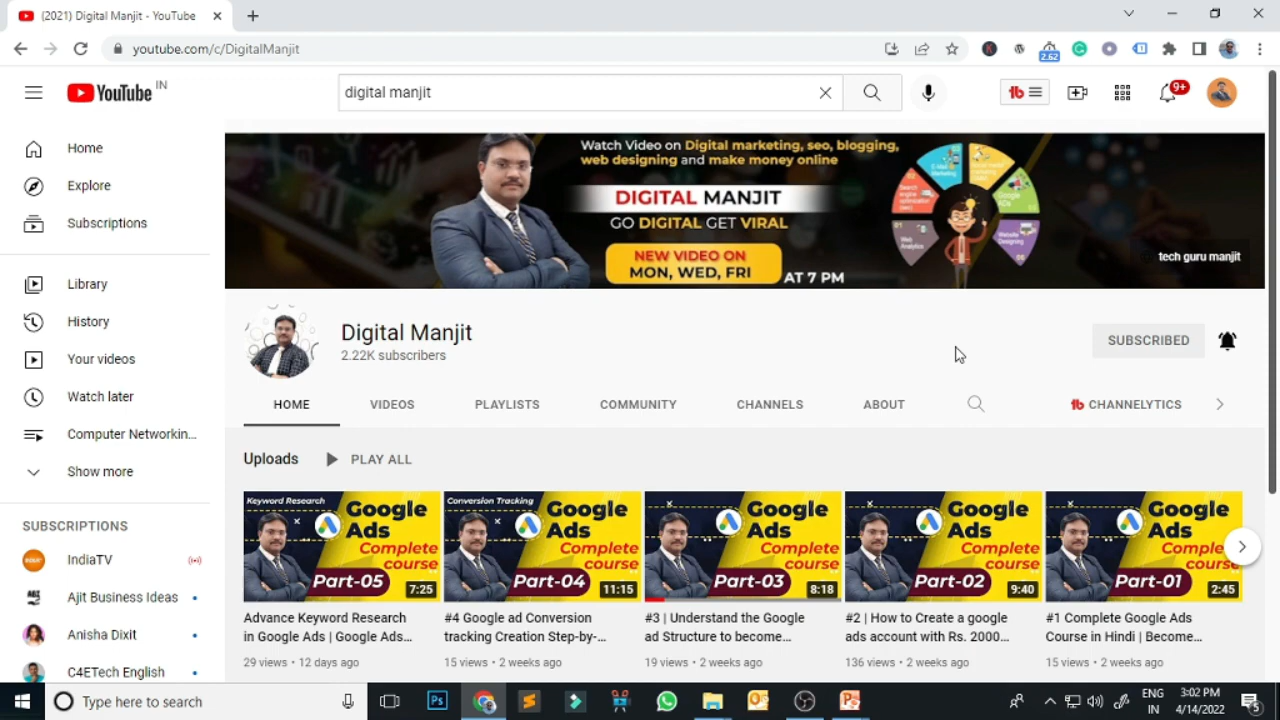 (2021) Digital Manjit - YouTube
youtube.com/c/DigitalManjit
2.62
YouTube IN
digital manjit
9+
Home
Explore
Subscriptions
Library
History
Your videos
Watch later
Computer Networkin...
Show more
SUBSCRIPTIONS
IndiaTV
Ajit Business Ideas
Anisha Dixit
C4ETech English
Watch Video on Digital marketing, seo, blogging,
web designing and make money online
DIGITAL MANJIT
GO DIGITAL GET VIRAL
NEW VIDEO ON
MON, WED, FRI
AT 7 PM
tech guru manjit
Digital Manjit
2.22K subscribers
SUBSCRIBED
HOME VIDEOS PLAYLISTS COMMUNITY CHANNELS ABOUT CHANNELYTICS
Uploads PLAY ALL
Keyword Research
Google
Ads
Complete
course
Part-05
7:25
Advance Keyword Research
in Google Ads | Google Ads...
29 views • 12 days ago
Conversion Tracking
Google
Ads
Complete
course
Part-04
11:15
#4 Google ad Conversion
tracking Creation Step-by-...
15 views • 2 weeks ago
Google
Ads
Complete
course
Part-03
8:18
#3 | Understand the Google
ad Structure to become...
19 views • 2 weeks ago
Google
Ads
Complete
course
Part-02
9:40
#2 | How to Create a google
ads account with Rs. 2000...
136 views • 2 weeks ago
Google
Ads
Comple
course
Part-01
2:45
#1 Complete Google Ads
Course in Hindi | Become...
15 views • 2 weeks ago
Type here to search
ENG
IN
3:02 PM
4/14/2022
5